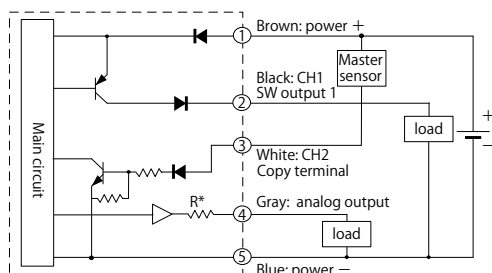 ① Brown: power +
Master
sensor
Black: CH1
② SW output 1
+
load
−
Main circuit
③ White: CH2
Copy terminal
R*
④ Gray: analog output
load
⑤
Blue: power −